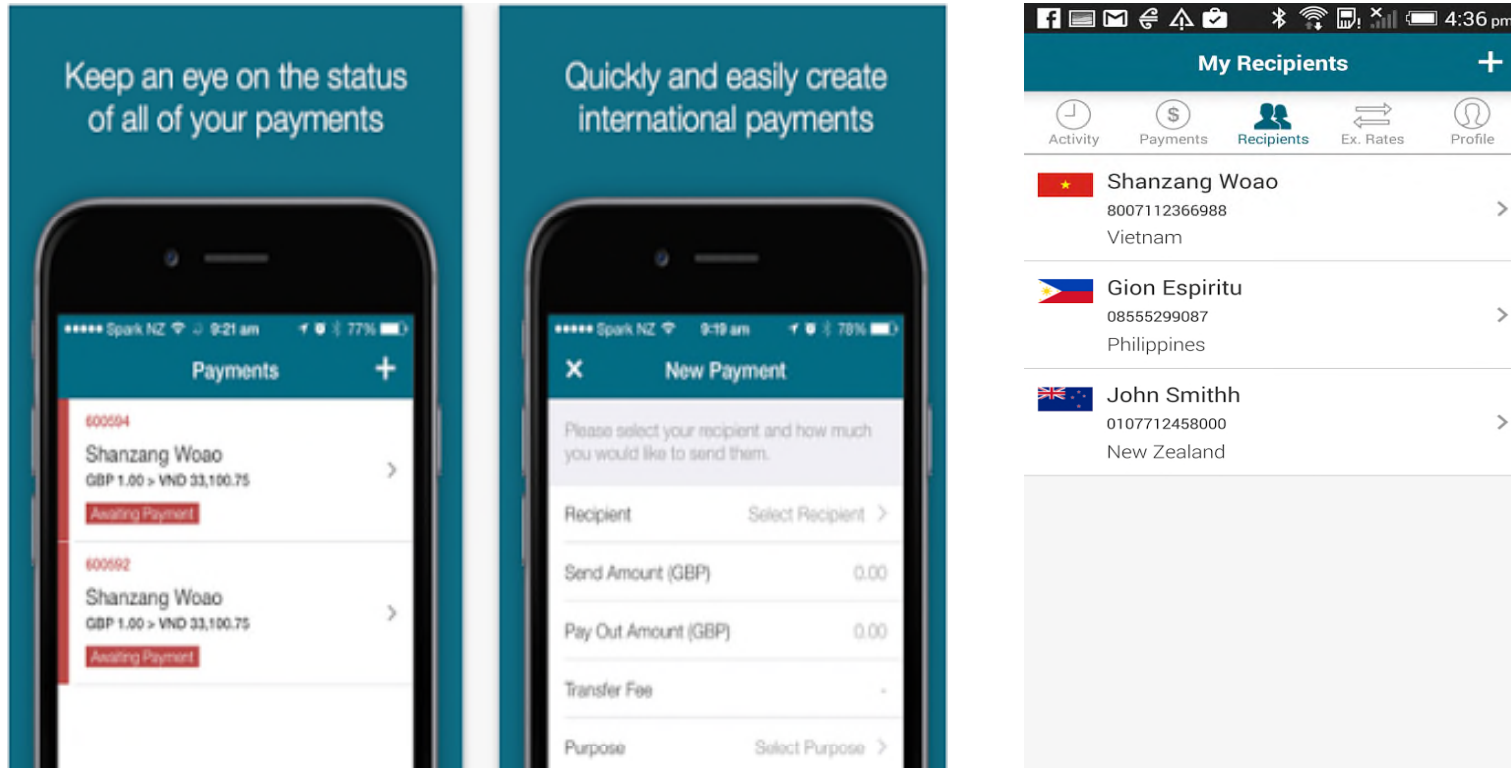 Keep an eye on the status
of all of your payments
Spark NZ 9:21 am 77%
Payments +
600594
Shanzang Woao
GBP 1.00 > VND 33,100.75
Awaiting Payment
600592
Shanzang Woao
GBP 1.00 > VND 33,100.75
Awaiting Payment
Quickly and easily create
international payments
Spark NZ 9:19 am 78%
X New Payment
Please select your recipient and how much
you would like to send them.
Recipient Select Recipient >
Send Amount (GBP) 0.00
Pay Out Amount (GBP) 0.00
Transfer Fee -
Purpose Select Purpose >
4:36 pm
My Recipients +
Activity Payments Recipients Ex. Rates Profile
Shanzang Woao
8007112366988
Vietnam
Gion Espiritu
08555299087
Philippines
John Smithh
0107712458000
New Zealand